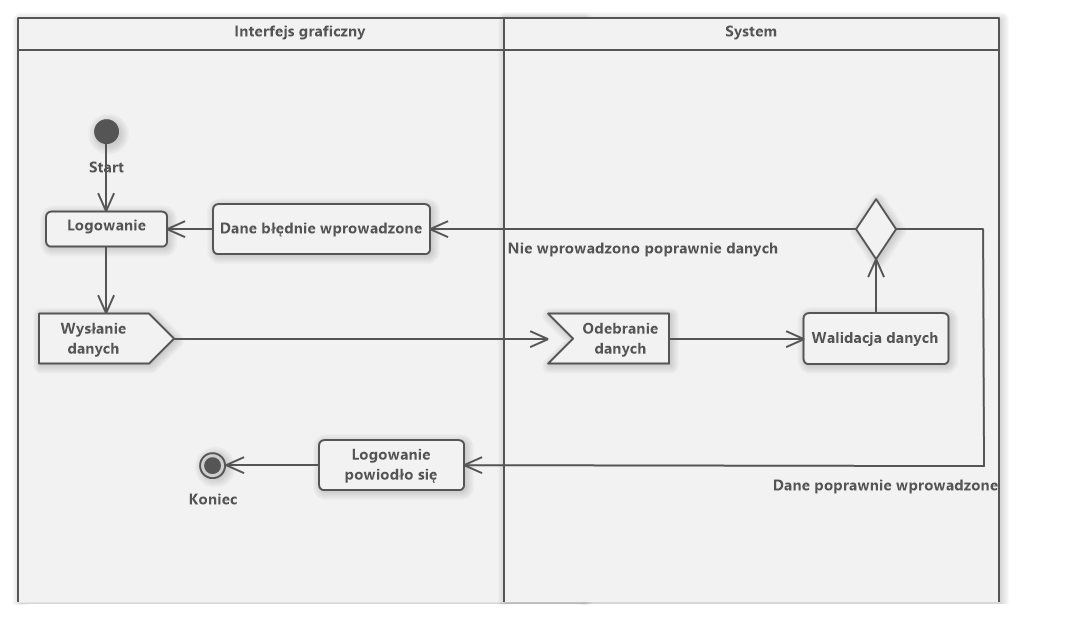 Interfejs graficzny
System
Start
Logowanie
Dane błędnie wprowadzone
Nie wprowadzono poprawnie danych
Wysłanie
danych
Odebranie
danych
Walidacja danych
Logowanie
powiodło się
Dane poprawnie wprowadzone
Koniec